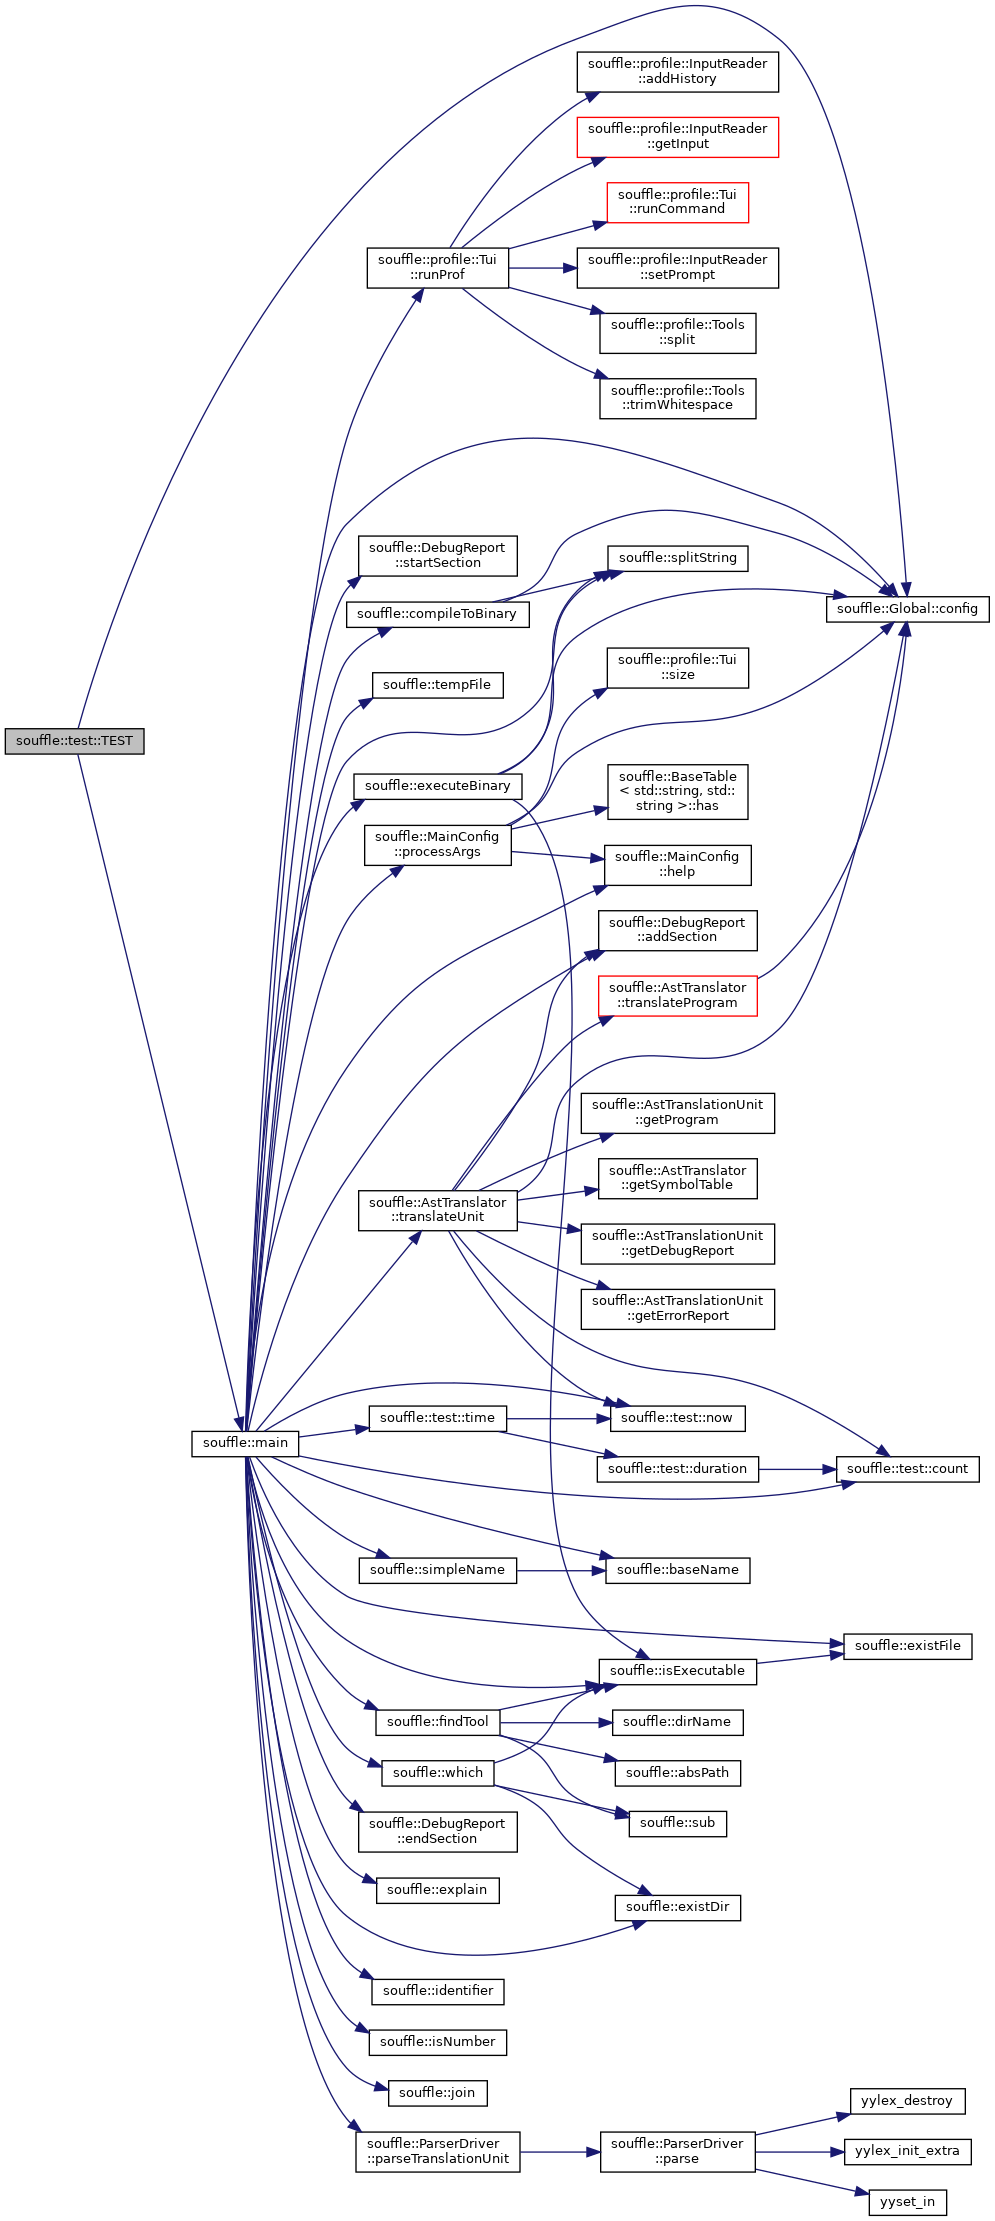 souffle::profile::InputReader
::addHistory
souffle::profile::InputReader
::getInput
souffle::profile::Tui
::runCommand
souffle::profile::Tui
::runProf
souffle::profile::InputReader
::setPrompt
souffle::profile::Tools
::split
souffle::profile::Tools
::trimWhitespace
souffle::DebugReport
::startSection
souffle::splitString
souffle::compileToBinary
souffle::Global::config
souffle::profile::Tui
::size
souffle::tempFile
souffle::test::TEST
souffle::executeBinary
souffle::BaseTable
< std::string, std::
string >::has
souffle::MainConfig
::processArgs
souffle::MainConfig
::help
souffle::DebugReport
::addSection
souffle::AstTranslator
::translateProgram
souffle::AstTranslationUnit
::getProgram
souffle::AstTranslator
::getSymbolTable
souffle::AstTranslator
::translateUnit
souffle::AstTranslationUnit
::getDebugReport
souffle::AstTranslationUnit
::getErrorReport
souffle::test::time
souffle::test::now
souffle::main
souffle::test::duration
souffle::test::count
souffle::simpleName
souffle::baseName
souffle::existFile
souffle::isExecutable
souffle::findTool
souffle::dirName
souffle::which
souffle::absPath
souffle::sub
souffle::DebugReport
::endSection
souffle::explain
souffle::existDir
souffle::identifier
souffle::isNumber
souffle::join
yylex_destroy
souffle::ParserDriver
::parseTranslationUnit
souffle::ParserDriver
::parse
yylex_init_extra
yyset_in